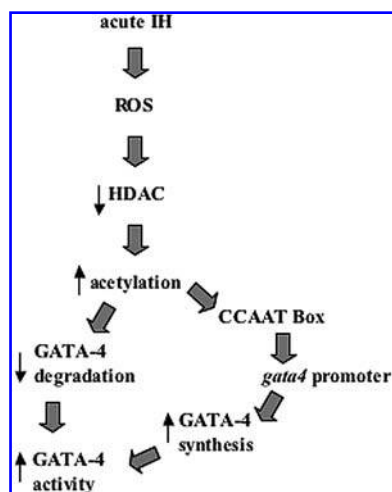 acute IH
ROS
↓ HDAC
↑ acetylation
CCAAT Box
↓ GATA-4
degradation
gata4 promoter
↑ GATA-4
synthesis
↑ GATA-4
activity